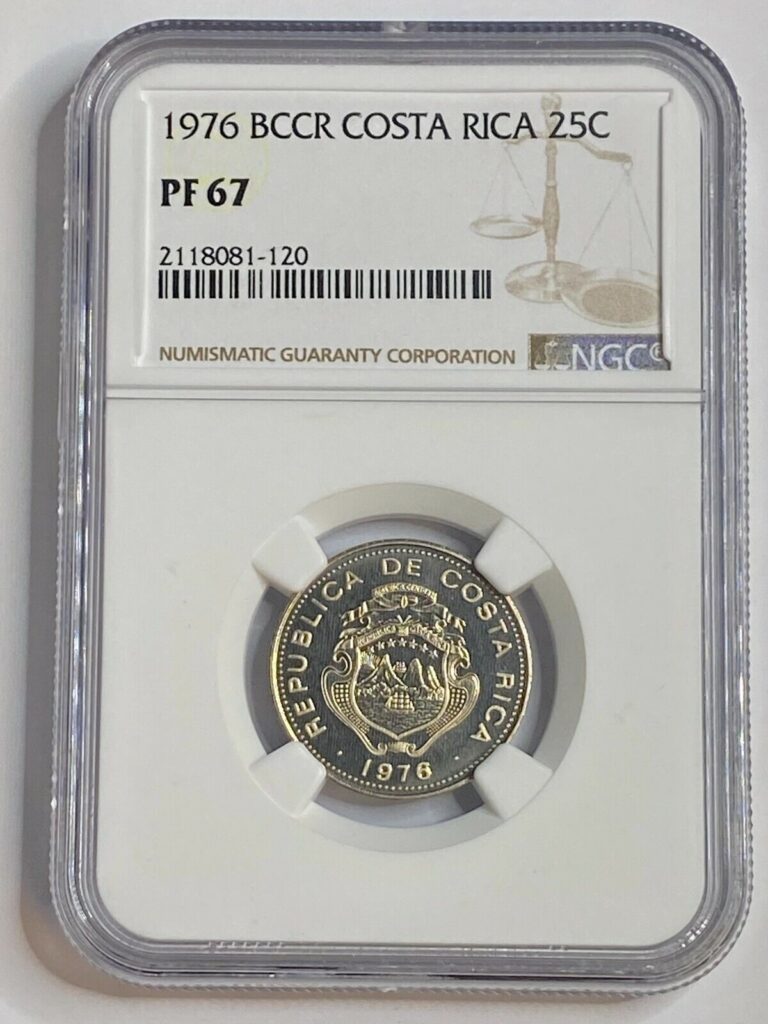 1976 BCCR COSTA RICA 25C
PF 67
2118081-120
NUMISMATIC GUARANTY CORPORATION
NGC
REPUBLICA DE COSTA RICA
· 1976 ·